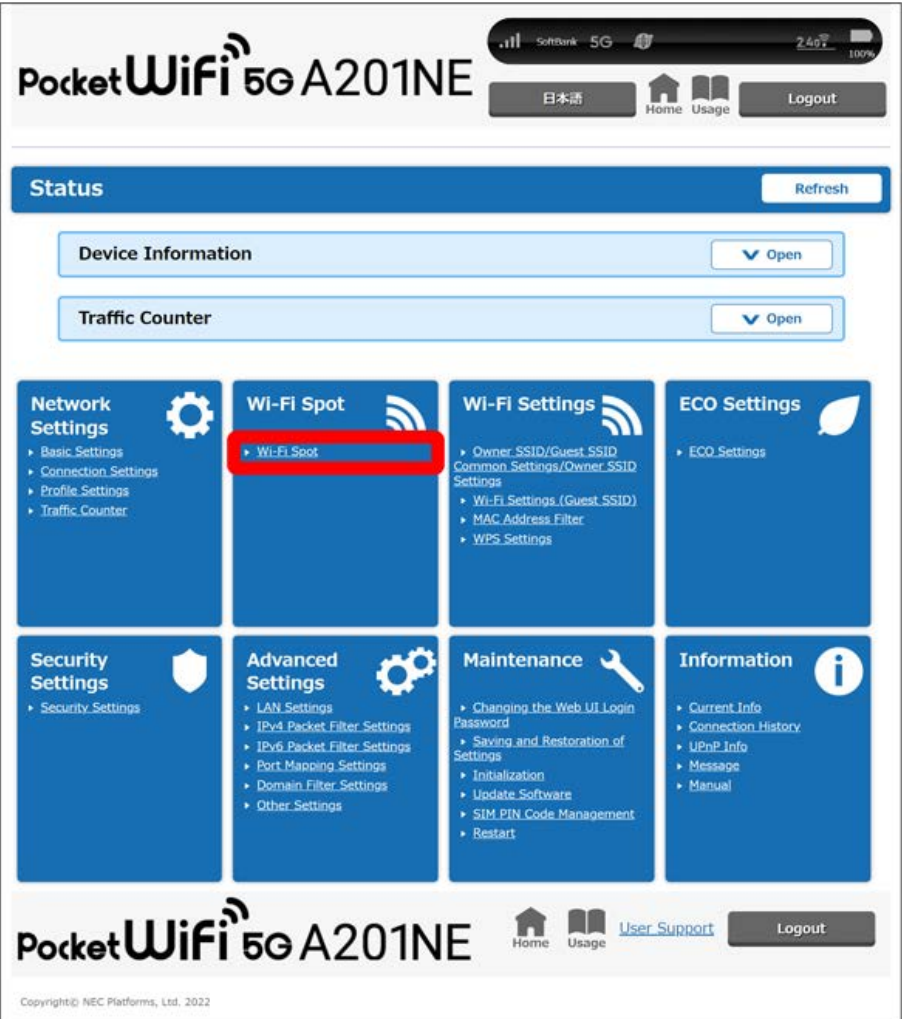 Pocket WiFi 5G A201NE
SoftBank 5G 2.4G 100%
日本語 Home Usage Logout
Status Refresh
Device Information Open
Traffic Counter Open
Network
Settings
Basic Settings
Connection Settings
Profile Settings
Traffic Counter
Wi-Fi Spot
Wi-Fi Spot
Wi-Fi Settings
Owner SSID/Guest SSID
Common Settings/Owner SSID
Settings
Wi-Fi Settings (Guest SSID)
MAC Address Filter
WPS Settings
ECO Settings
ECO Settings
Security
Settings
Security Settings
Advanced
Settings
LAN Settings
IPv4 Packet Filter Settings
IPv6 Packet Filter Settings
Port Mapping Settings
Domain Filter Settings
Other Settings
Maintenance
Changing the Web UI Login
Password
Saving and Restoration of
Settings
Initialization
Update Software
SIM PIN Code Management
Restart
Information
Current Info
Connection History
UPnP Info
Message
Manual
Pocket WiFi 5G A201NE
Home Usage User Support Logout
Copyright© NEC Platforms, Ltd. 2022